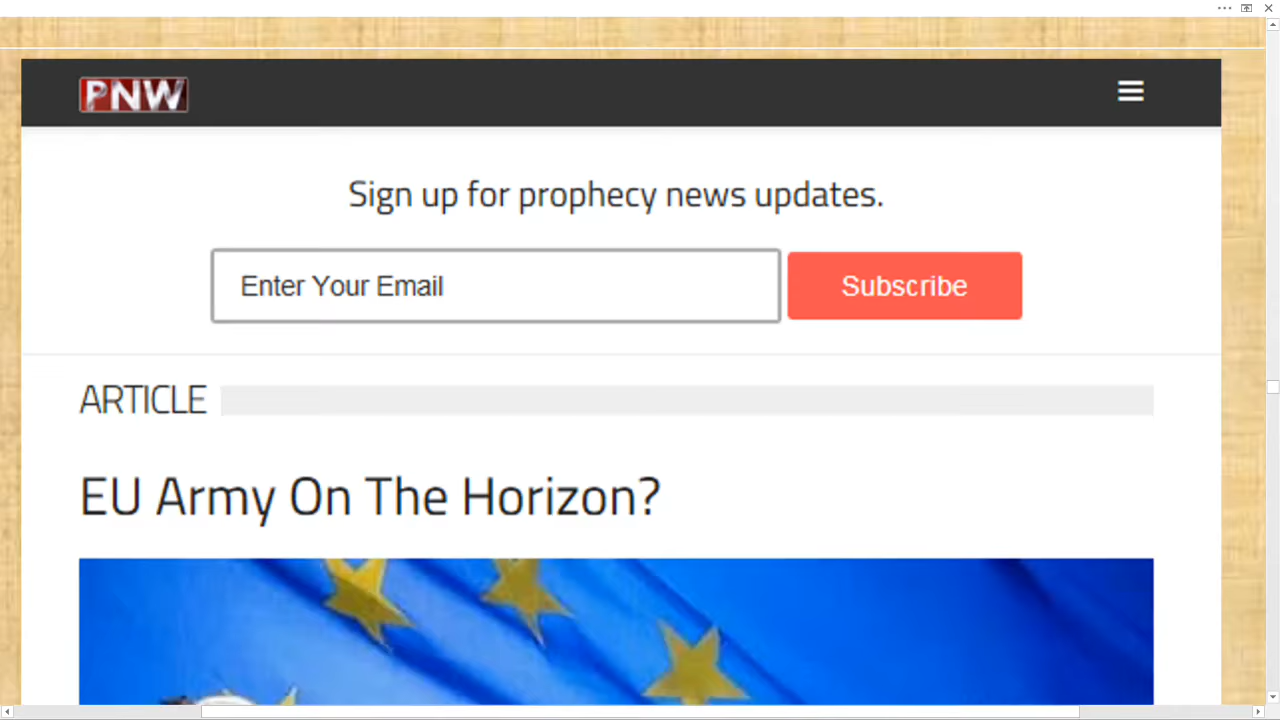 PNW
Sign up for prophecy news updates.
Enter Your Email
Subscribe
ARTICLE
EU Army On The Horizon?